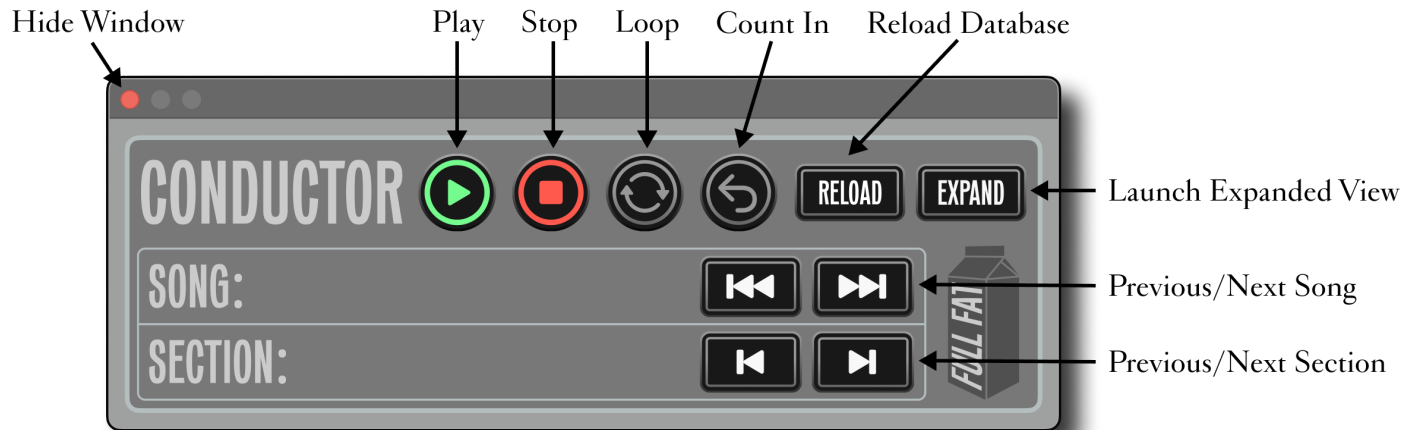 Hide Window
Play
Stop
Loop
Count In
Reload Database
CONDUCTOR
RELOAD
EXPAND
Launch Expanded View
SONG:
Previous/Next Song
SECTION:
Previous/Next Section
FULL FAT